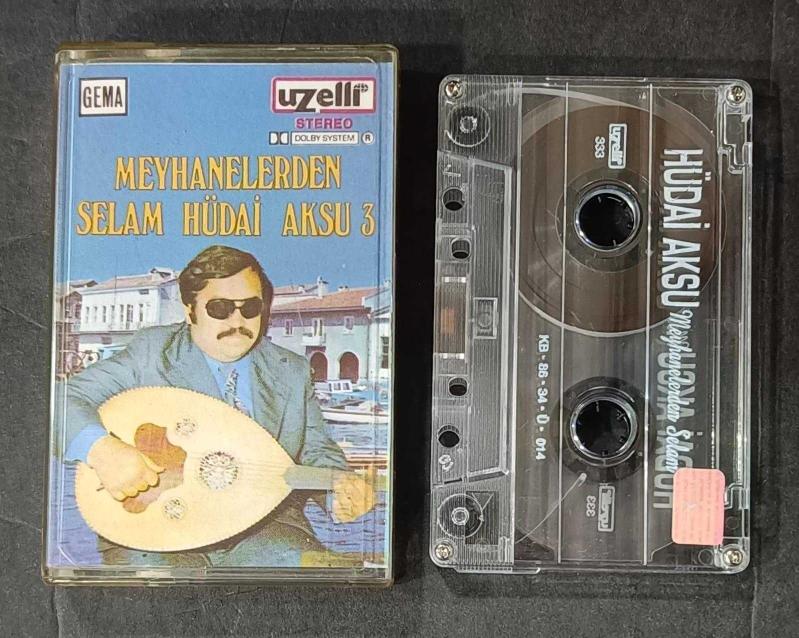 GEMA
uzelli
STEREO
DOLBY SYSTEM R
MEYHANELERDEN
SELAM HÜDAİ AKSU 3
uzelli
333
HÜDAİ AKSU
Meyhanelerden Selam
KB - 86 - 34 - Ü - 014
333